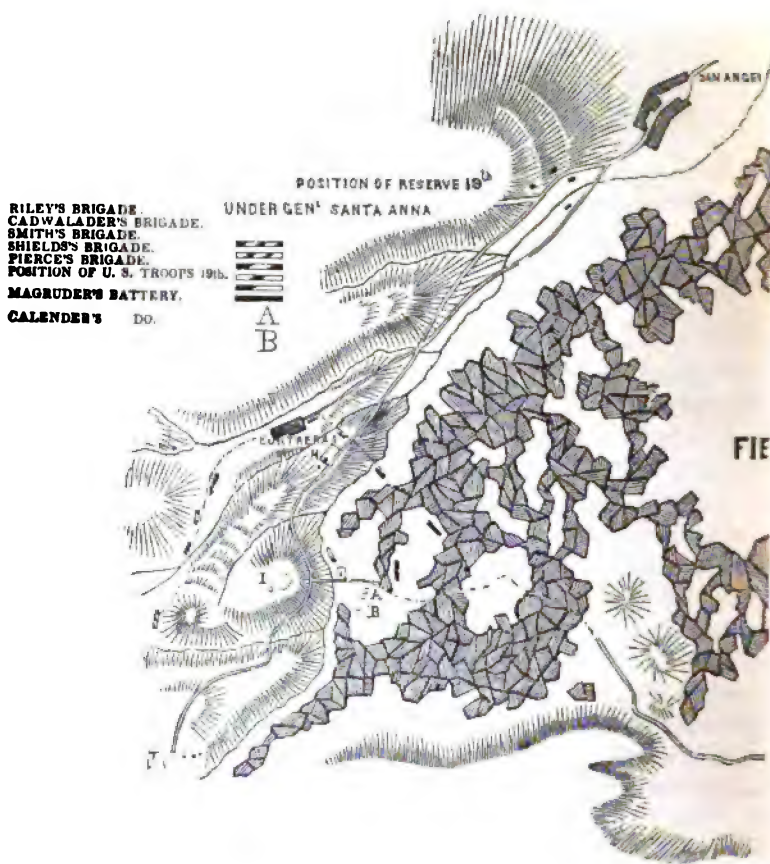 SAN ANGEL
POSITION OF RESERVE 19th
UNDER GENL SANTA ANNA
RILEY'S BRIGADE.
CADWALADER'S BRIGADE.
SMITH'S BRIGADE.
SHIELDS'S BRIGADE.
PIERCE'S BRIGADE.
POSITION OF U. S. TROOPS 19th.
MAGRUDER'S BATTERY.
CALENDER'S DO.
A
B
FIE
I
A
B